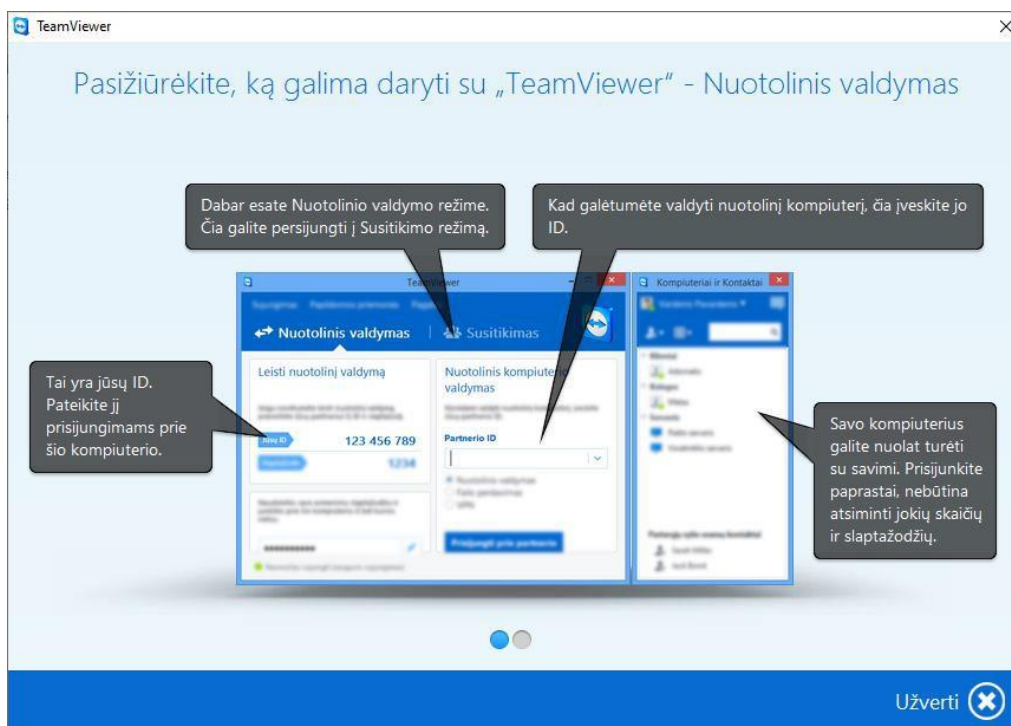 TeamViewer
Pasižiūrėkite, ką galima daryti su „TeamViewer“ - Nuotolinis valdymas
Dabar esate Nuotolinio valdymo režime.
Čia galite persijungti į Susitikimo režimą.
Kad galėtumėte valdyti nuotolinį kompiuterį, čia įveskite jo
ID.
TeamViewer
Kompiuteriai ir Kontaktai
Nuotolinis valdymas
Susitikimas
Leisti nuotolinį valdymą
Nuotolinis kompiuterio
valdymas
Tai yra jūsų ID.
Pateikite jį
prisijungimams prie
šio kompiuterio.
Jūsų ID
123 456 789
1234
Partnerio ID
Nuotolinis valdymas
Prisijungti prie partnerio
Savo kompiuterius
galite nuolat turėti
su savimi. Prisijunkite
paprastai, nebūtina
atsiminti jokių skaičių
ir slaptažodžių.
Užverti